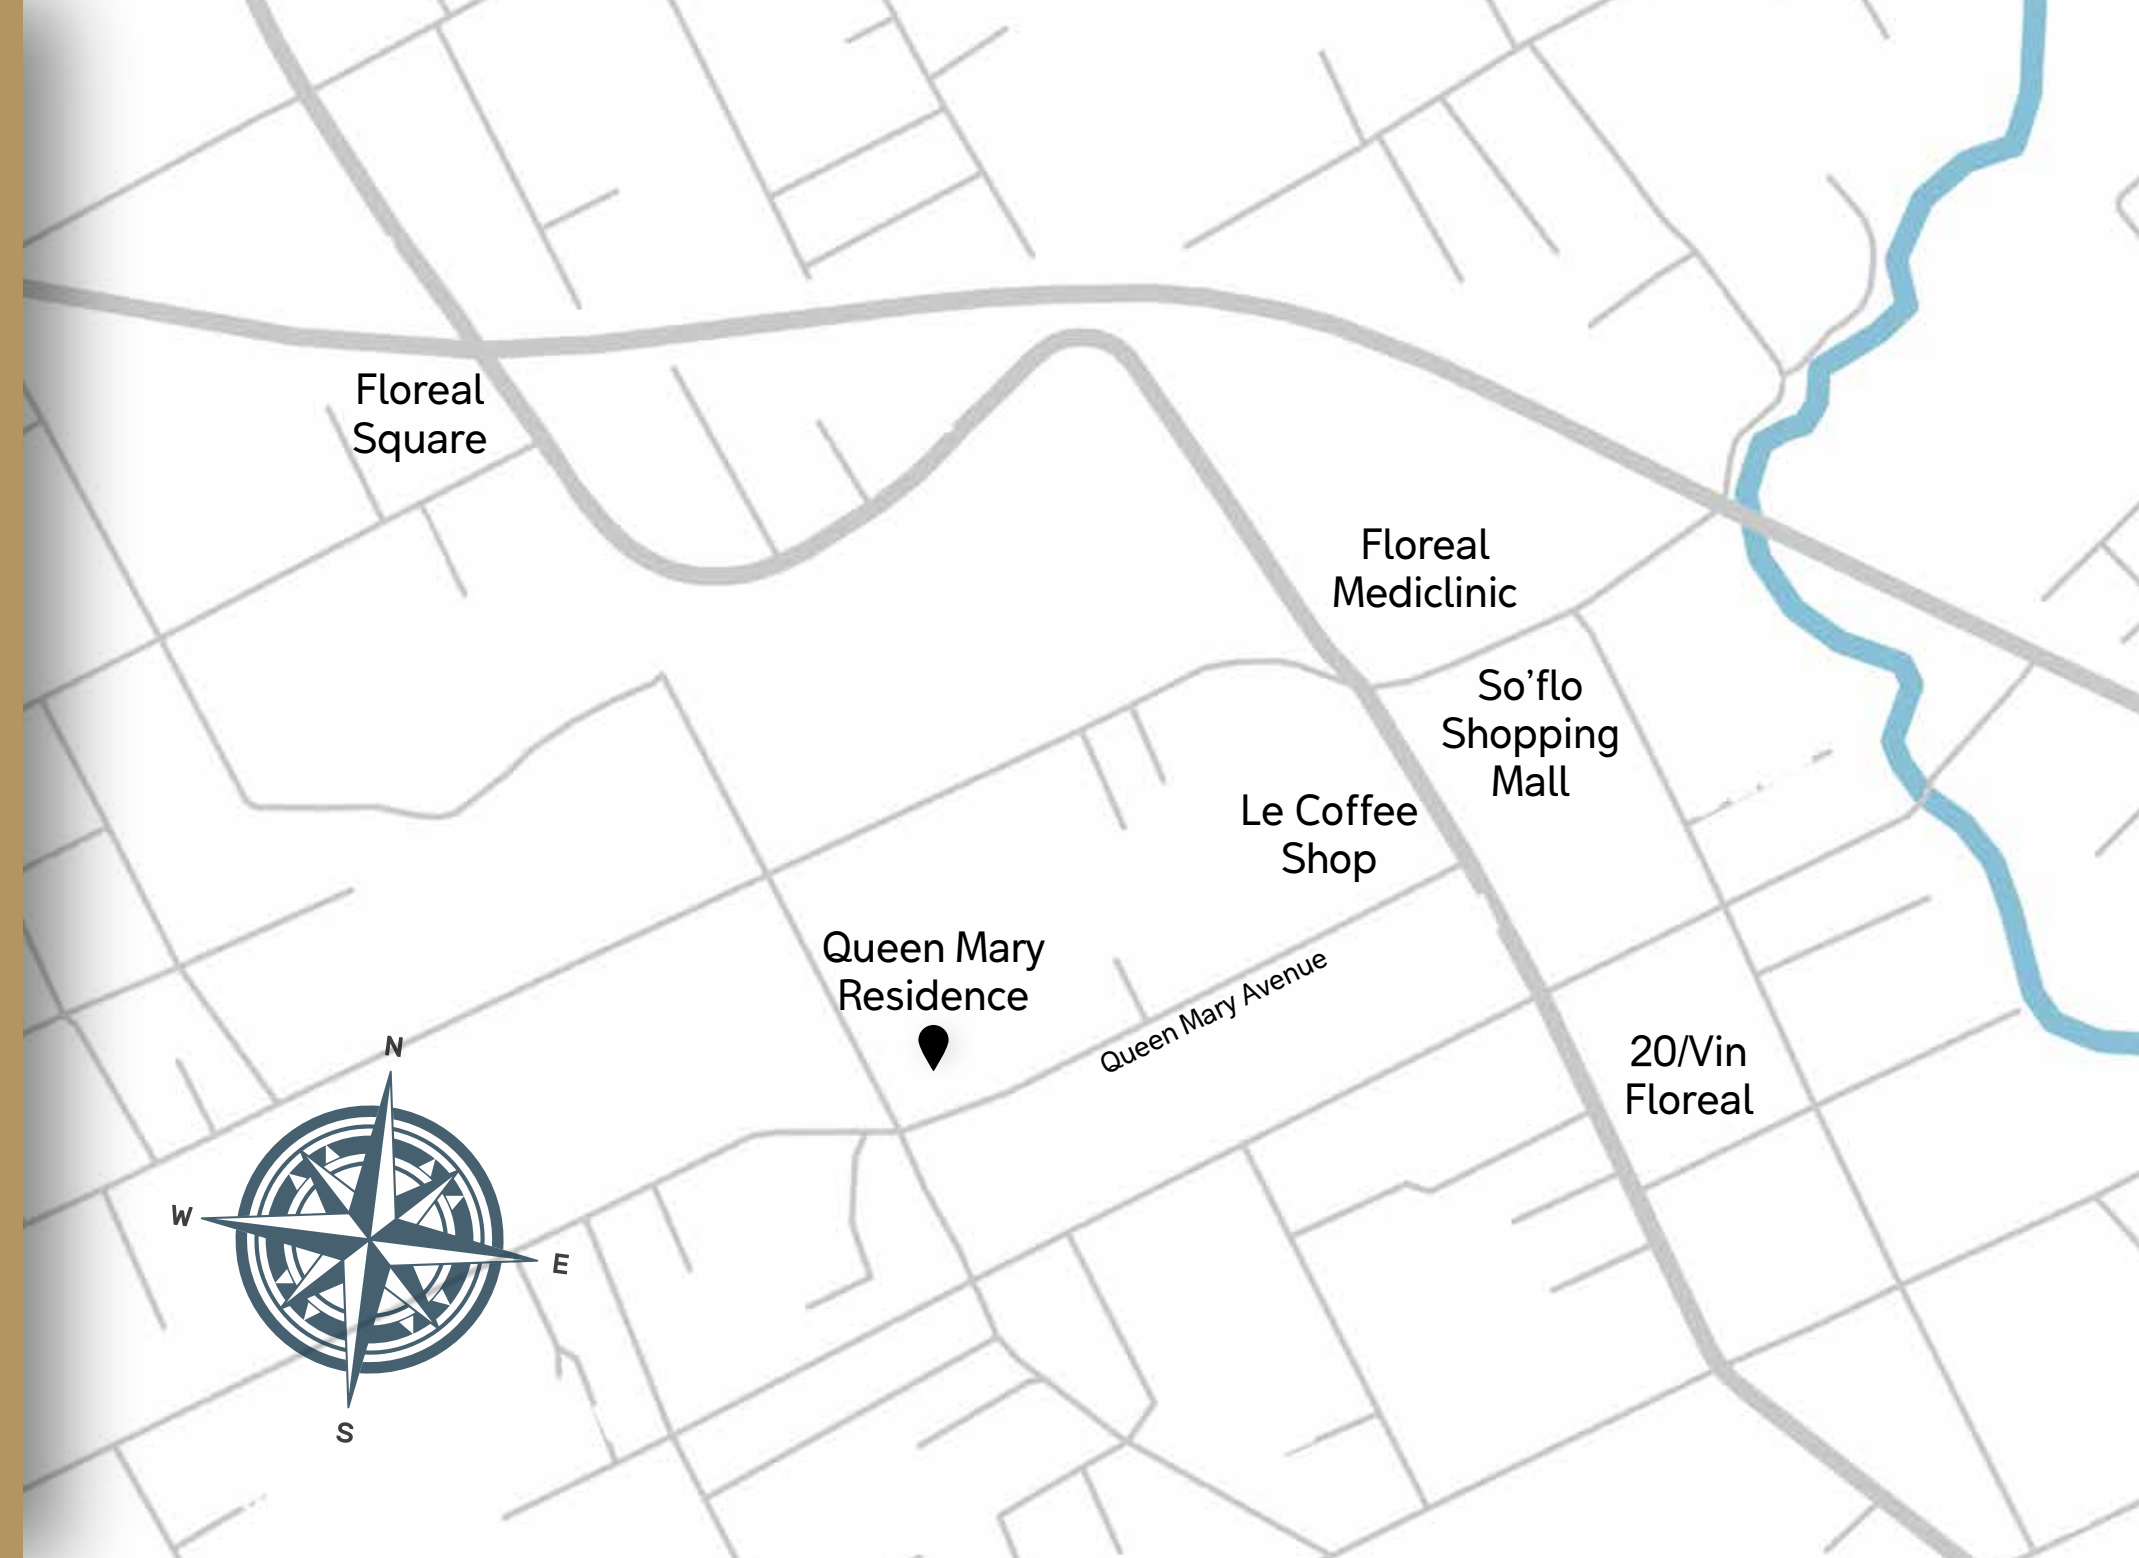 Floreal
Square
Floreal
Mediclinic
So'flo
Shopping
Mall
Le Coffee
Shop
Queen Mary
Residence
Queen Mary Avenue
20/Vin
Floreal
N
W
E
S